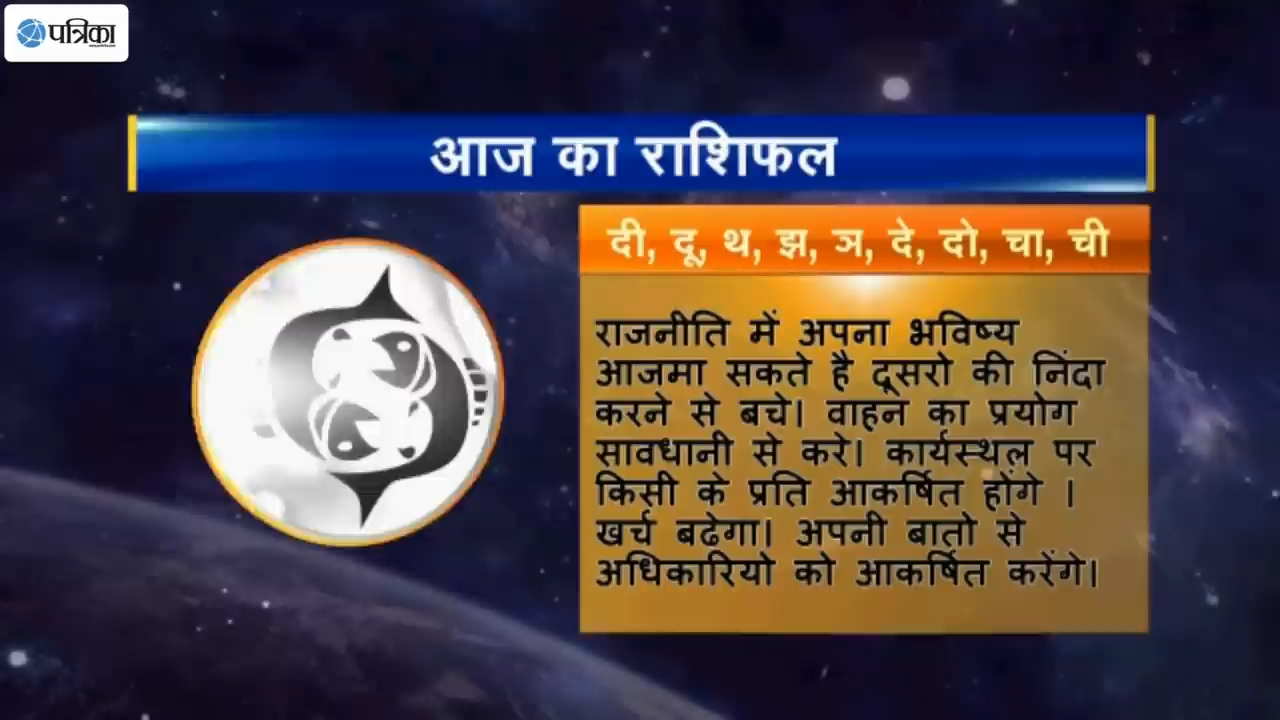 पत्रिका
आज का राशिफल
दी, दू, थ, झ, ञ, दे, दो, चा, ची
राजनीति में अपना भविष्य
आजमा सकते है दूसरो की निंदा
करने से बचे। वाहन का प्रयोग
सावधानी से करे। कार्यस्थल पर
किसी के प्रति आकर्षित होंगे ।
खर्च बढेगा। अपनी बातो से
अधिकारियो को आकर्षित करेंगे।